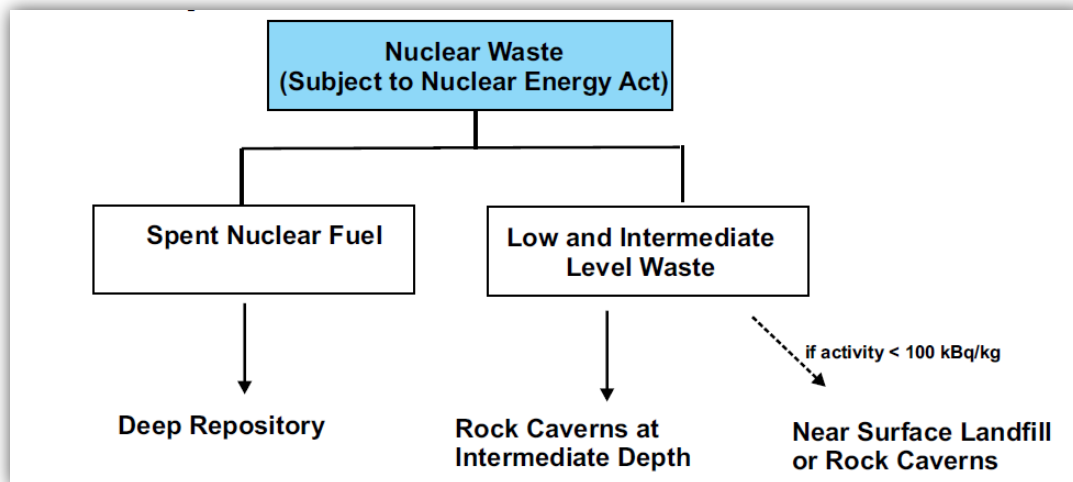 Nuclear Waste
(Subject to Nuclear Energy Act)
Spent Nuclear Fuel
Low and Intermediate
Level Waste
if activity < 100 kBq/kg
Deep Repository
Rock Caverns at
Intermediate Depth
Near Surface Landfill
or Rock Caverns